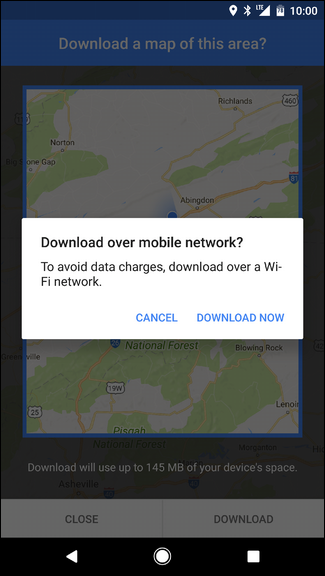 LTE 10:00
Download a map of this area?
Richlands
460
Norton
Big Stone Gap
Abingdon
81
Download over mobile network?
To avoid data charges, download over a Wi-
Fi network.
CANCEL DOWNLOAD NOW
Greeneville
26
National Forest
Blowing Rock
19W
25
Lenoir
Pisgah
National Forest
Morganton
Download will use up to 145 MB of your device's space.
Asheville
CLOSE DOWNLOAD